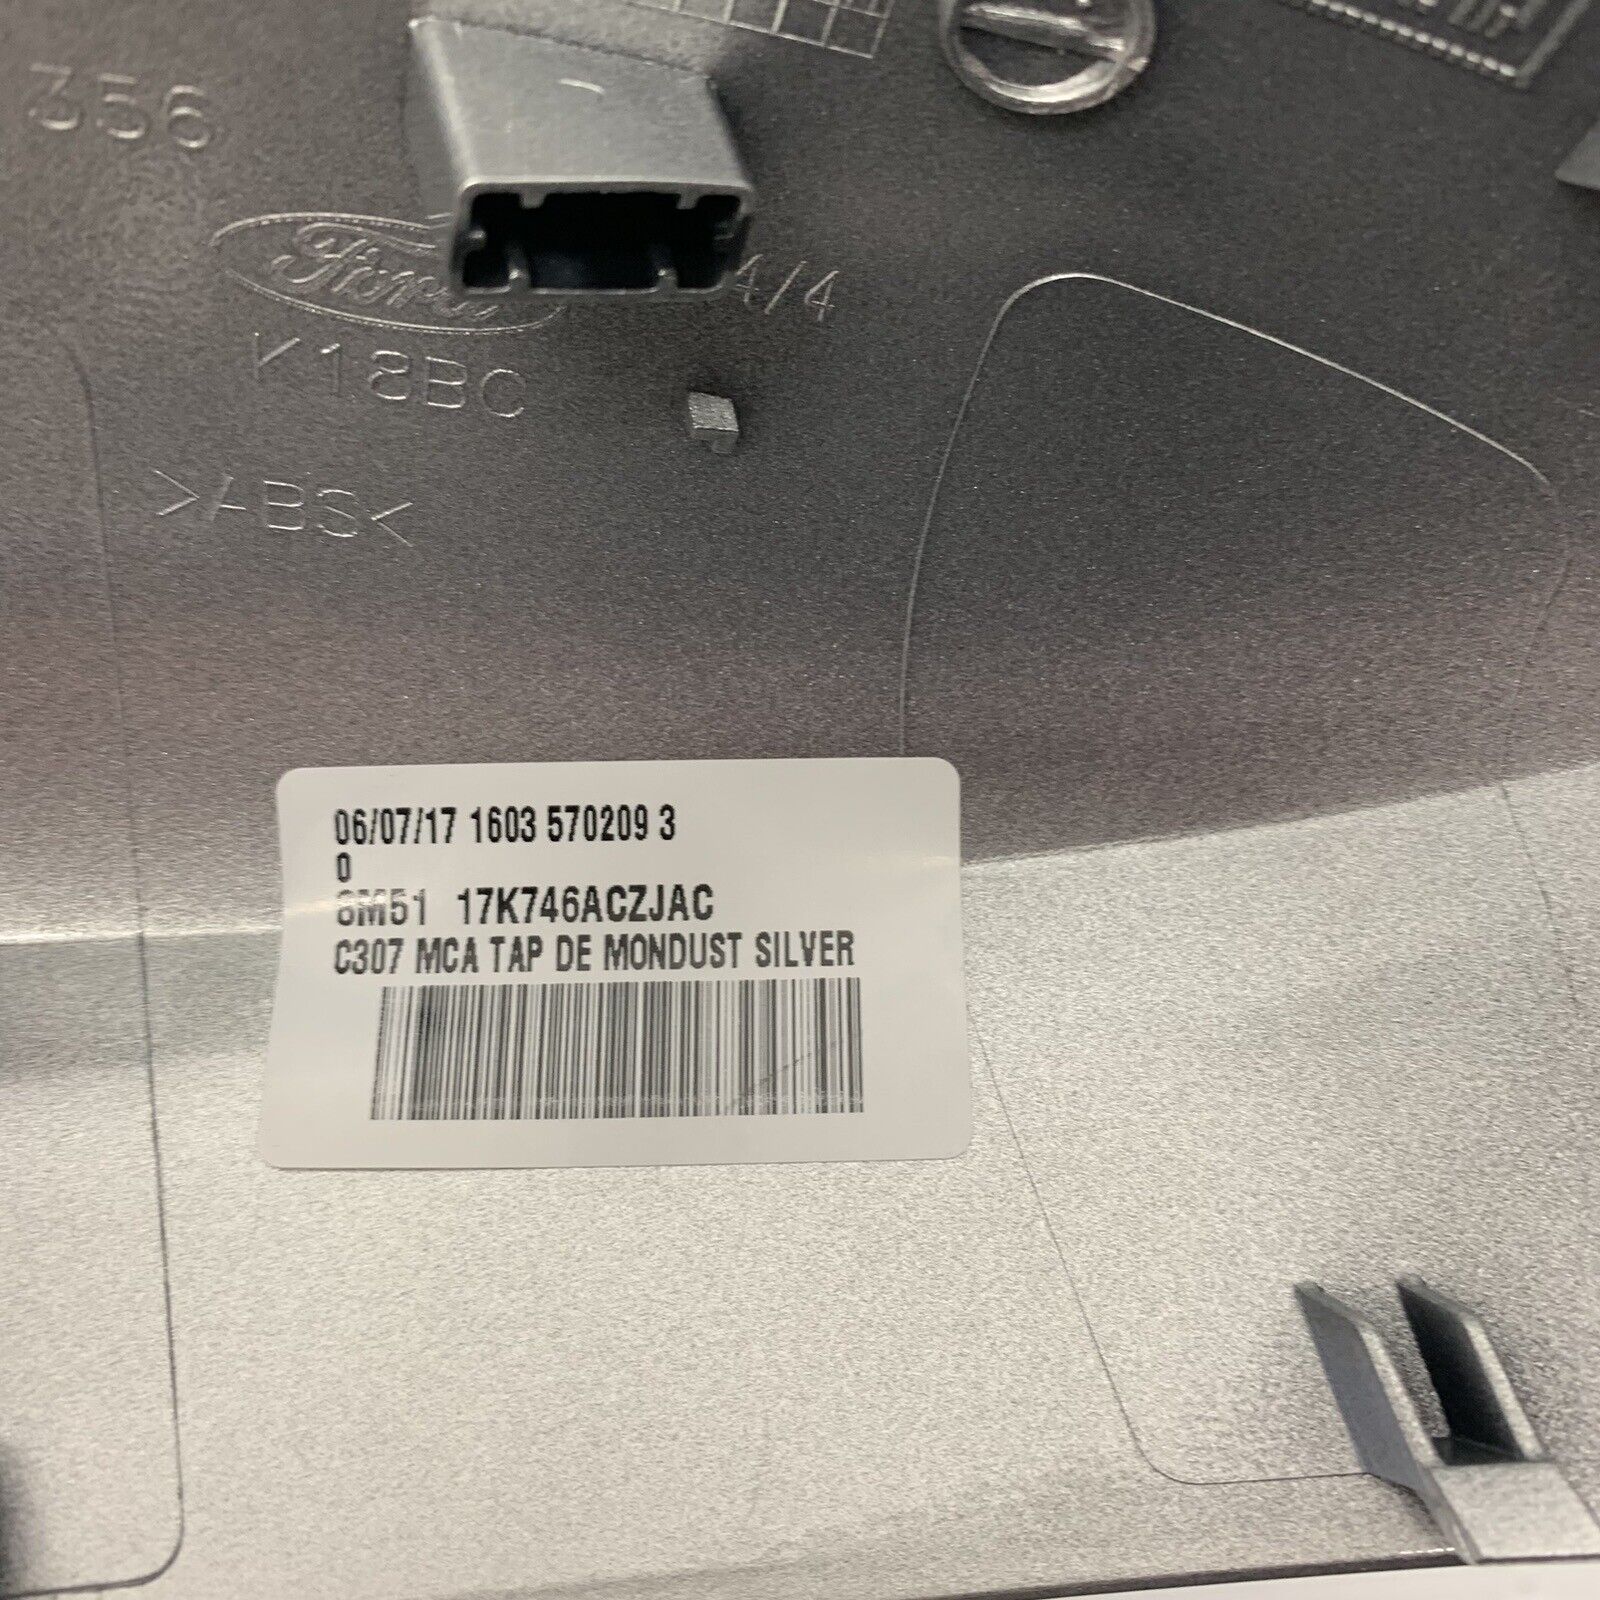 356
Ford
4/4
K18BC
>ABS<
06/07/17 1603 570209 3
0
8M51 17K746ACZJAC
C307 MCA TAP DE MONDUST SILVER